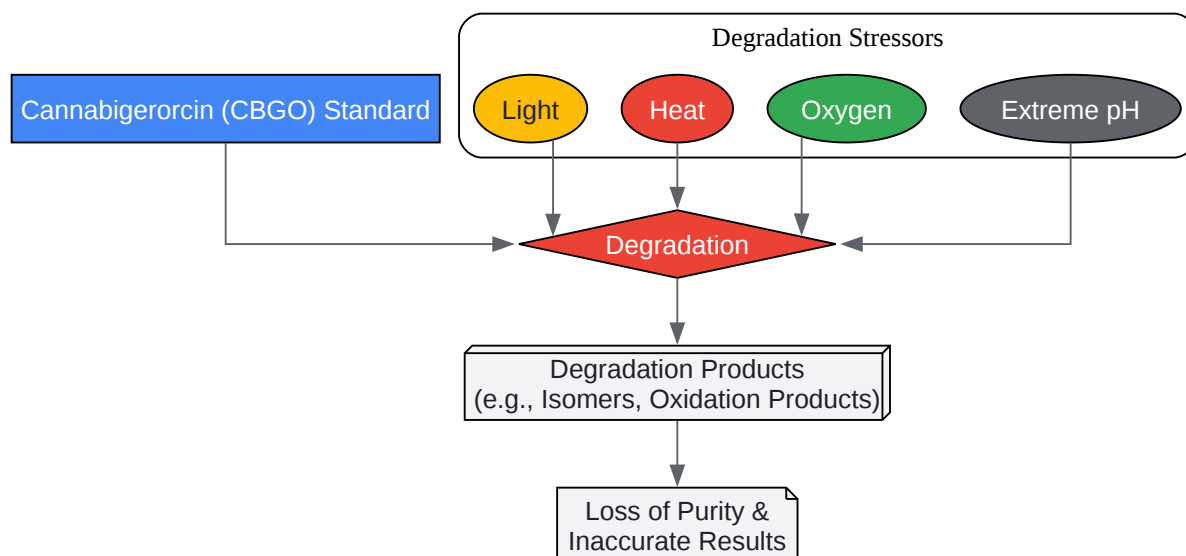 Degradation Stressors
Cannabigerorcin (CBGO) Standard
Light
Heat
Oxygen
Extreme pH
Degradation
Degradation Products
(e.g., Isomers, Oxidation Products)
Loss of Purity &
Inaccurate Results